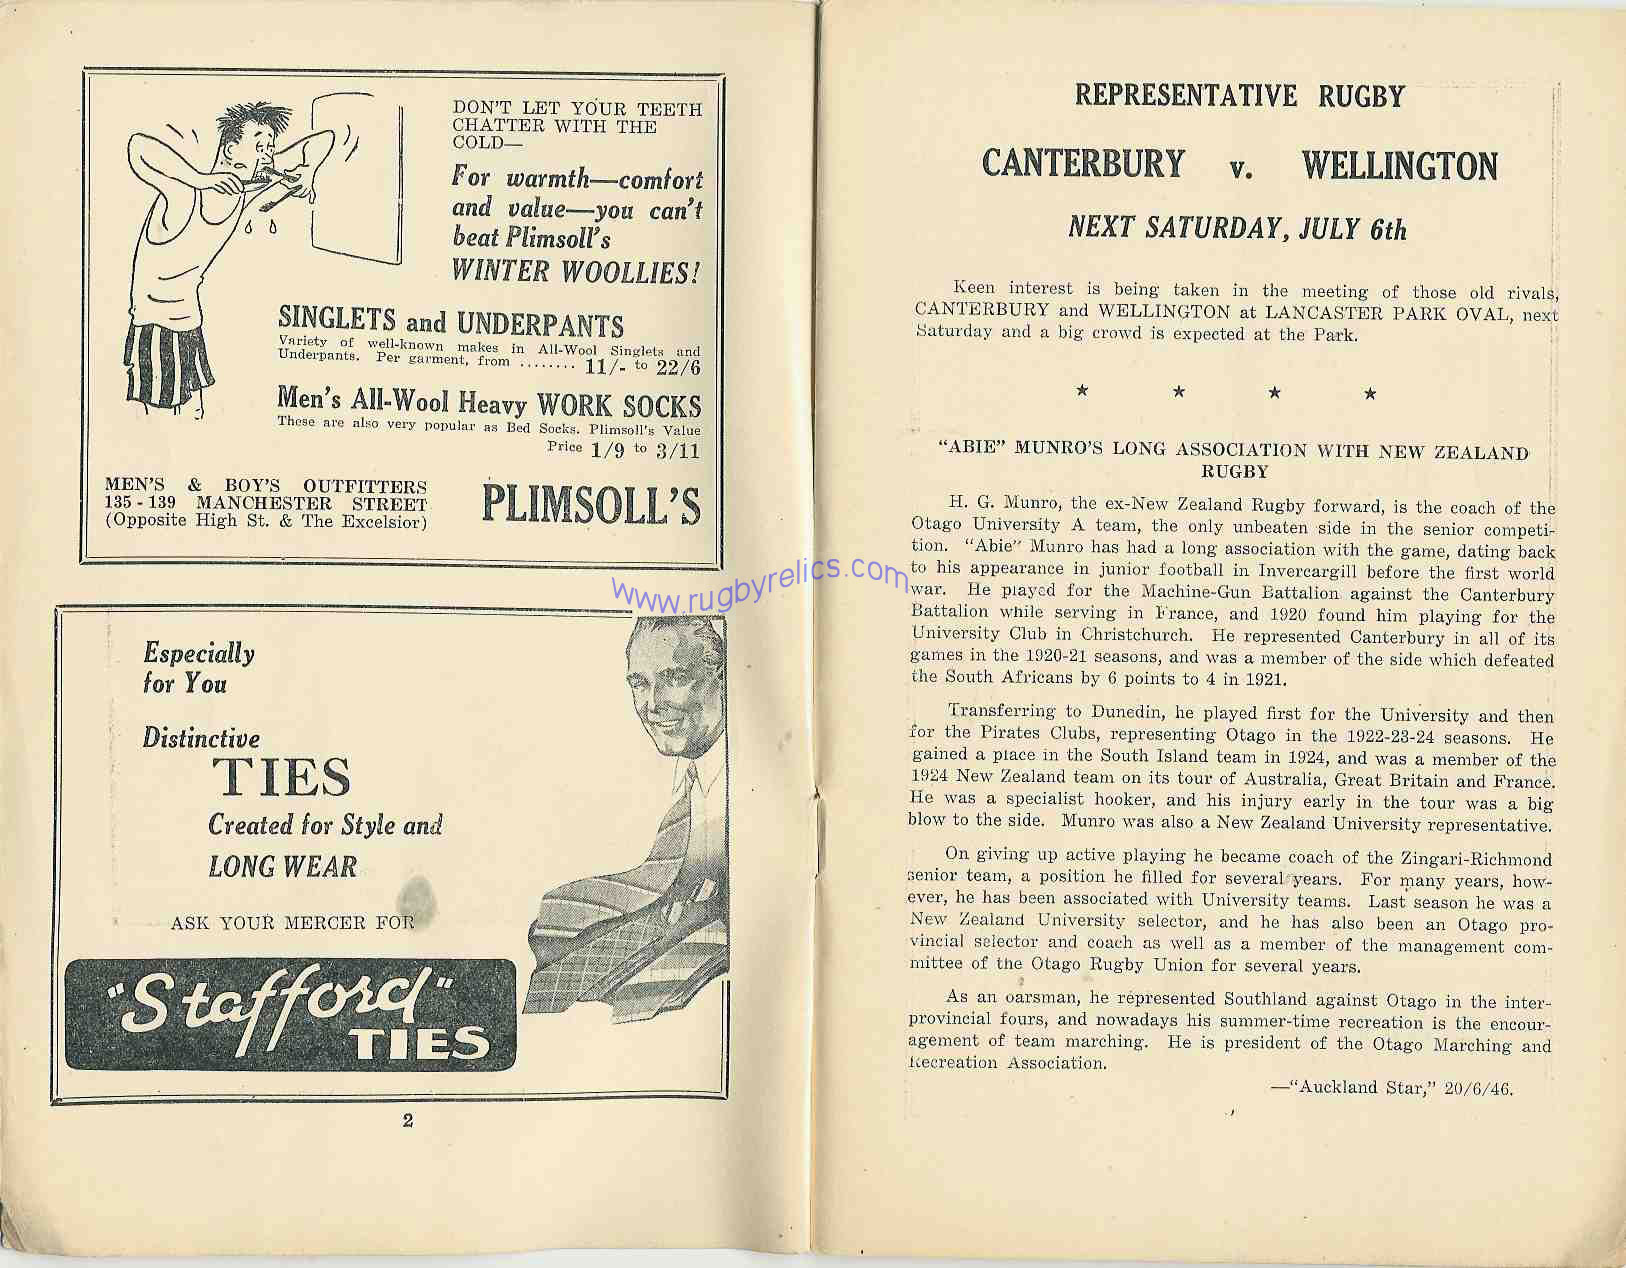 DON'T LET YOUR TEETH
CHATTER WITH THE
COLD—
For warmth—comfort
and value—you can't
beat Plimsoll's
WINTER WOOLLIES!
SINGLETS and UNDERPANTS
Variety of well-known makes in All-Wool Singlets and
Underpants. Per garment, from ........ 11/- to 22/6
Men's All-Wool Heavy WORK SOCKS
These are also very popular as Bed Socks. Plimsoll's Value
Price 1/9 to 3/11
MEN'S & BOY'S OUTFITTERS
135-139 MANCHESTER STREET
(Opposite High St. & The Excelsior)
PLIMSOLL'S
Especially
for You
Distinctive
TIES
Created for Style and
LONG WEAR
ASK YOUR MERCER FOR
"Stafford"
TIES
2
www.rugbyrelics.com
REPRESENTATIVE RUGBY
CANTERBURY v. WELLINGTON
NEXT SATURDAY, JULY 6th
Keen interest is being taken in the meeting of those old rivals,
CANTERBURY and WELLINGTON at LANCASTER PARK OVAL, next
Saturday and a big crowd is expected at the Park.
★ ★ ★ ★
"ABIE" MUNRO'S LONG ASSOCIATION WITH NEW ZEALAND
RUGBY
H. G. Munro, the ex-New Zealand Rugby forward, is the coach of the
Otago University A team, the only unbeaten side in the senior competi-
tion. "Abie" Munro has had a long association with the game, dating back
to his appearance in junior football in Invercargill before the first world
war. He played for the Machine-Gun Battalion against the Canterbury
Battalion while serving in France, and 1920 found him playing for the
University Club in Christchurch. He represented Canterbury in all of its
games in the 1920-21 seasons, and was a member of the side which defeated
the South Africans by 6 points to 4 in 1921.
Transferring to Dunedin, he played first for the University and then
for the Pirates Clubs, representing Otago in the 1922-23-24 seasons. He
gained a place in the South Island team in 1924, and was a member of the
1924 New Zealand team on its tour of Australia, Great Britain and France.
He was a specialist hooker, and his injury early in the tour was a big
blow to the side. Munro was also a New Zealand University representative.
On giving up active playing he became coach of the Zingari-Richmond
senior team, a position he filled for several years. For many years, how-
ever, he has been associated with University teams. Last season he was a
New Zealand University selector, and he has also been an Otago pro-
vincial selector and coach as well as a member of the management com-
mittee of the Otago Rugby Union for several years.
As an oarsman, he represented Southland against Otago in the inter-
provincial fours, and nowadays his summer-time recreation is the encour-
agement of team marching. He is president of the Otago Marching and
Recreation Association.
—"Auckland Star," 20/6/46.